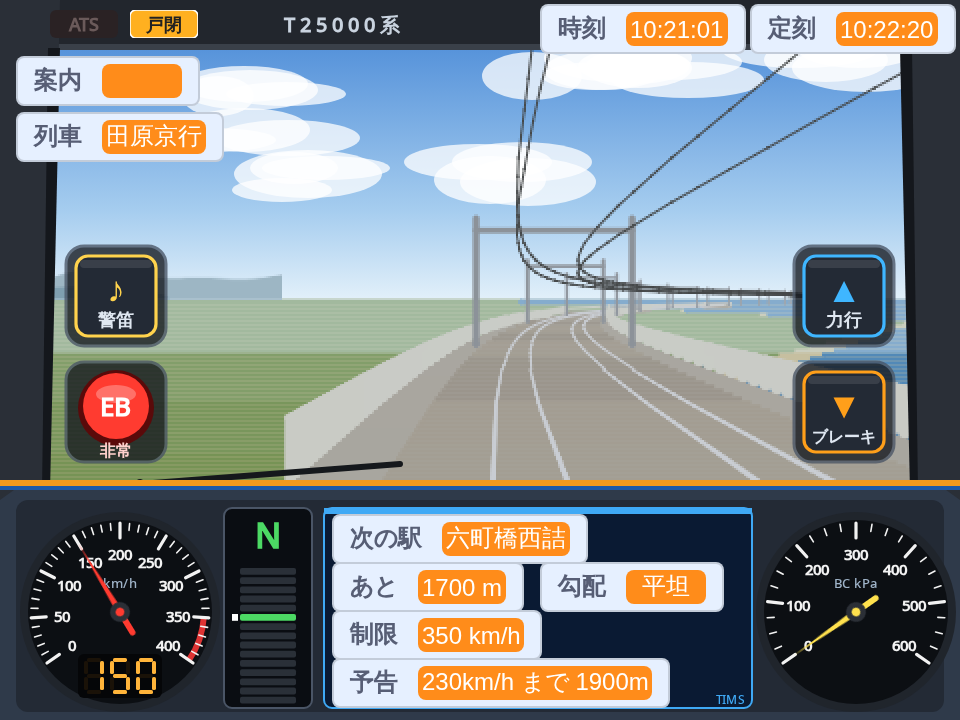 ATS
戸閉
T25000系
時刻 10:21:01
定刻 10:22:20
案内
列車 田原京行
♪
警笛
EB
非常
▲
力行
▼
ブレーキ
0 50 100 150 200 250 300 350 400
km/h
150
N
次の駅 六町橋西詰
あと 1700 m
勾配 平坦
制限 350 km/h
予告 230km/h まで 1900m
TIMS
0 100 200 300 400 500 600
BC kPa